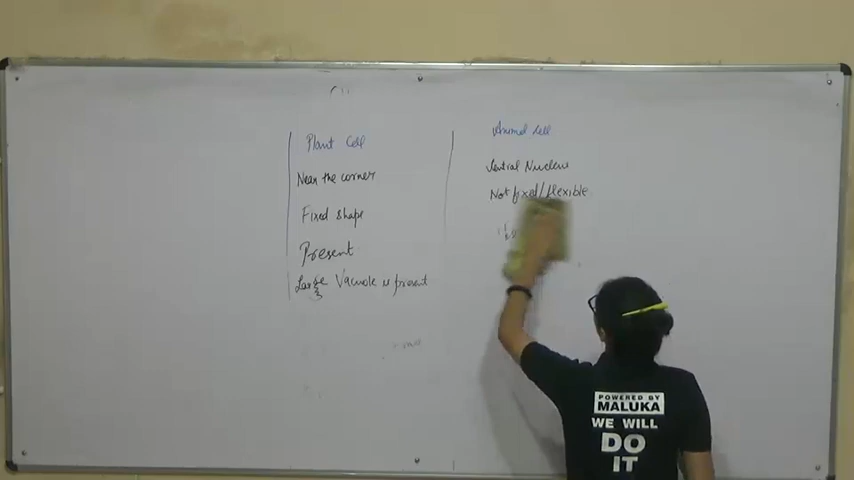 Plant Cell
Near the corner
Fixed shape
Present
Large Vacuole is present
Animal cell
Central Nucleus
Not fixed/flexible
POWERED BY
MALUKA
WE WILL
DO
IT